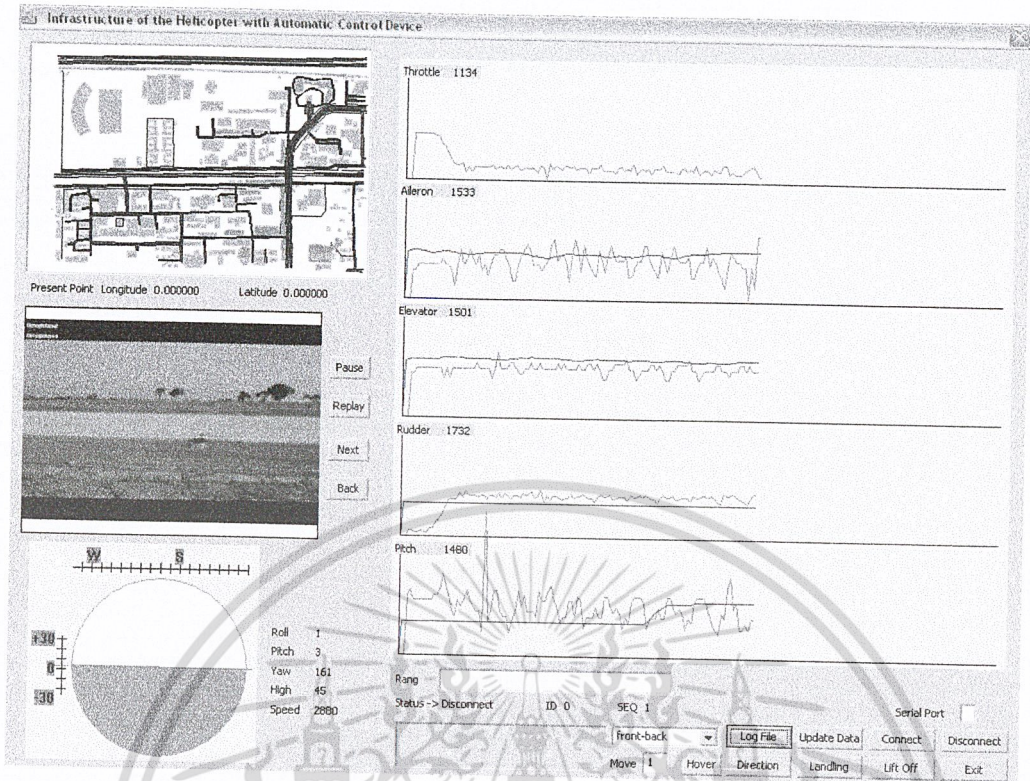 Infrastructure of the Helicopter with Automatic Control Device
Throttle 1134
Aileron 1533
Present Point Longitude 0.000000 Latitude 0.000000
Elevator 1501
Pause
Replay
Next
Back
Rudder 1732
Pitch 1480
W S
+30
0
-30
Roll 1
Pitch 3
Yaw 161
High 45
Speed 2880
Rang
Status -> Disconnect ID 0 SEQ 1
Serial Port
front-back Log File Update Data Connect Disconnect
Move 1 Hover Direction Landling Lift Off Exit